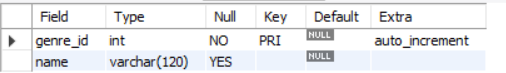 Field Type Null Key Default Extra
genre_id int NO PRI NULL auto_increment
name varchar(120) YES NULL